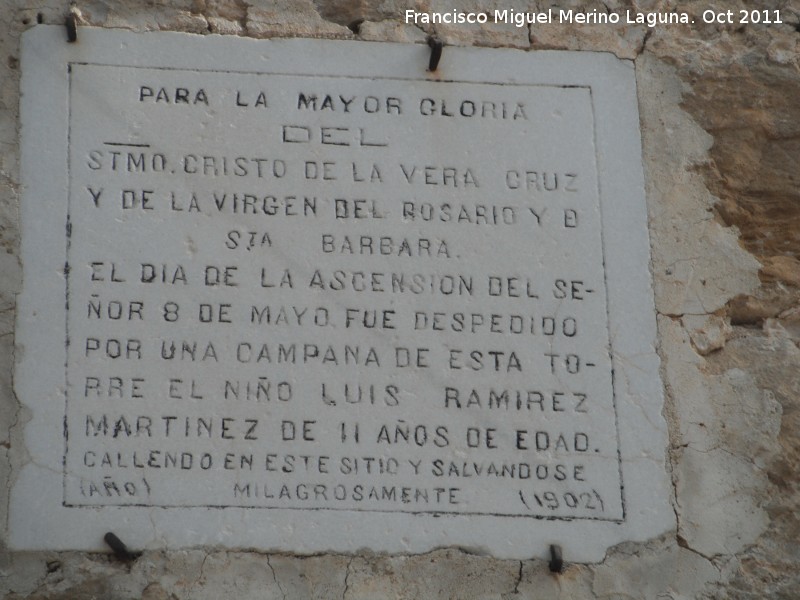 Francisco Miguel Merino Laguna. Oct 2011
PARA LA MAYOR GLORIA
DEL
STMO. CRISTO DE LA VERA CRUZ
Y DE LA VIRGEN DEL ROSARIO Y D
STA BARBARA.
EL DIA DE LA ASCENSION DEL SE-
ÑOR 8 DE MAYO FUE DESPEDIDO
POR UNA CAMPANA DE ESTA TO-
RRE EL NIÑO LUIS RAMIREZ
MARTINEZ DE 11 AÑOS DE EDAD.
CALLENDO EN ESTE SITIO Y SALVANDOSE
(AÑO) MILAGROSAMENTE (1902)